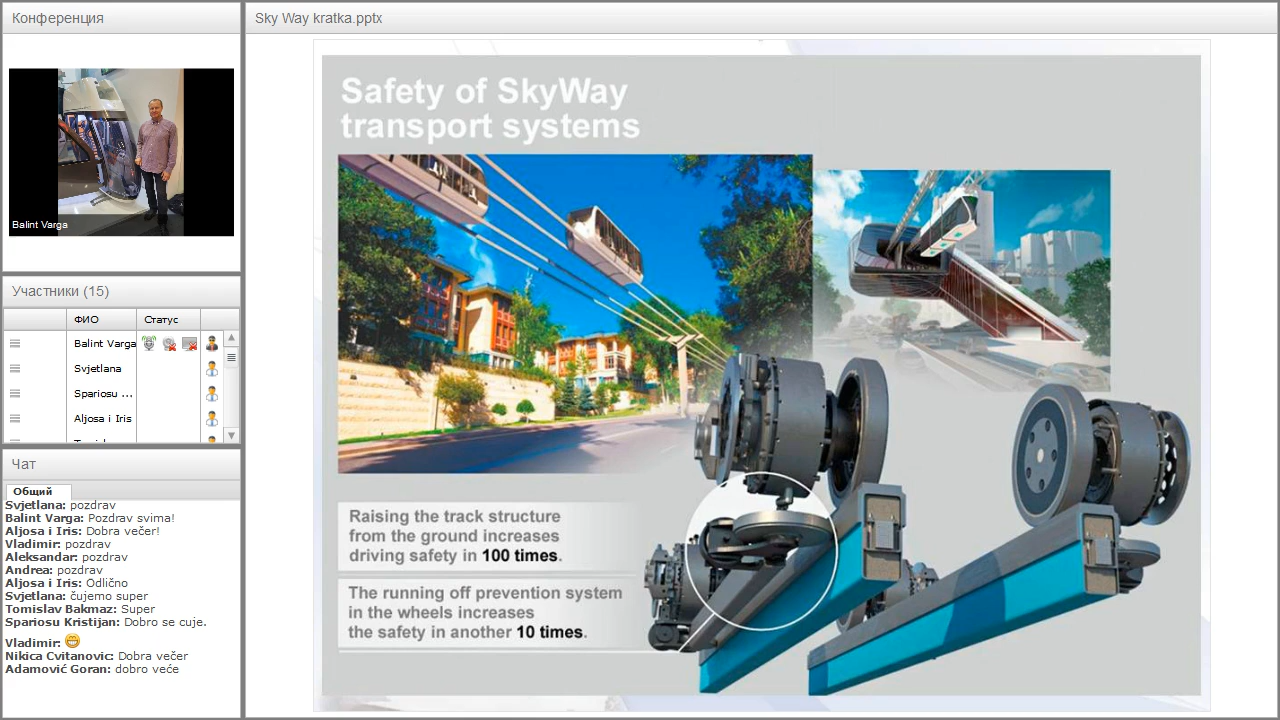 Конференция
Balint Varga
Участники (15)
ФИО Статус
Balint Varga
Svjetlana
Spariosu ...
Aljosa i Iris
Чат
Общий
Svjetlana: pozdrav
Balint Varga: Pozdrav svima!
Aljosa i Iris: Dobra večer!
Vladimir: pozdrav
Aleksandar: pozdrav
Andrea: pozdrav
Aljosa i Iris: Odlično
Svjetlana: čujemo super
Tomislav Bakmaz: Super
Spariosu Kristijan: Dobro se cuje.
Vladimir:
Nikica Cvitanovic: Dobra večer
Adamović Goran: dobro veće
Sky Way kratka.pptx
Safety of SkyWay
transport systems
Raising the track structure
from the ground increases
driving safety in 100 times.
The running off prevention system
in the wheels increases
the safety in another 10 times.